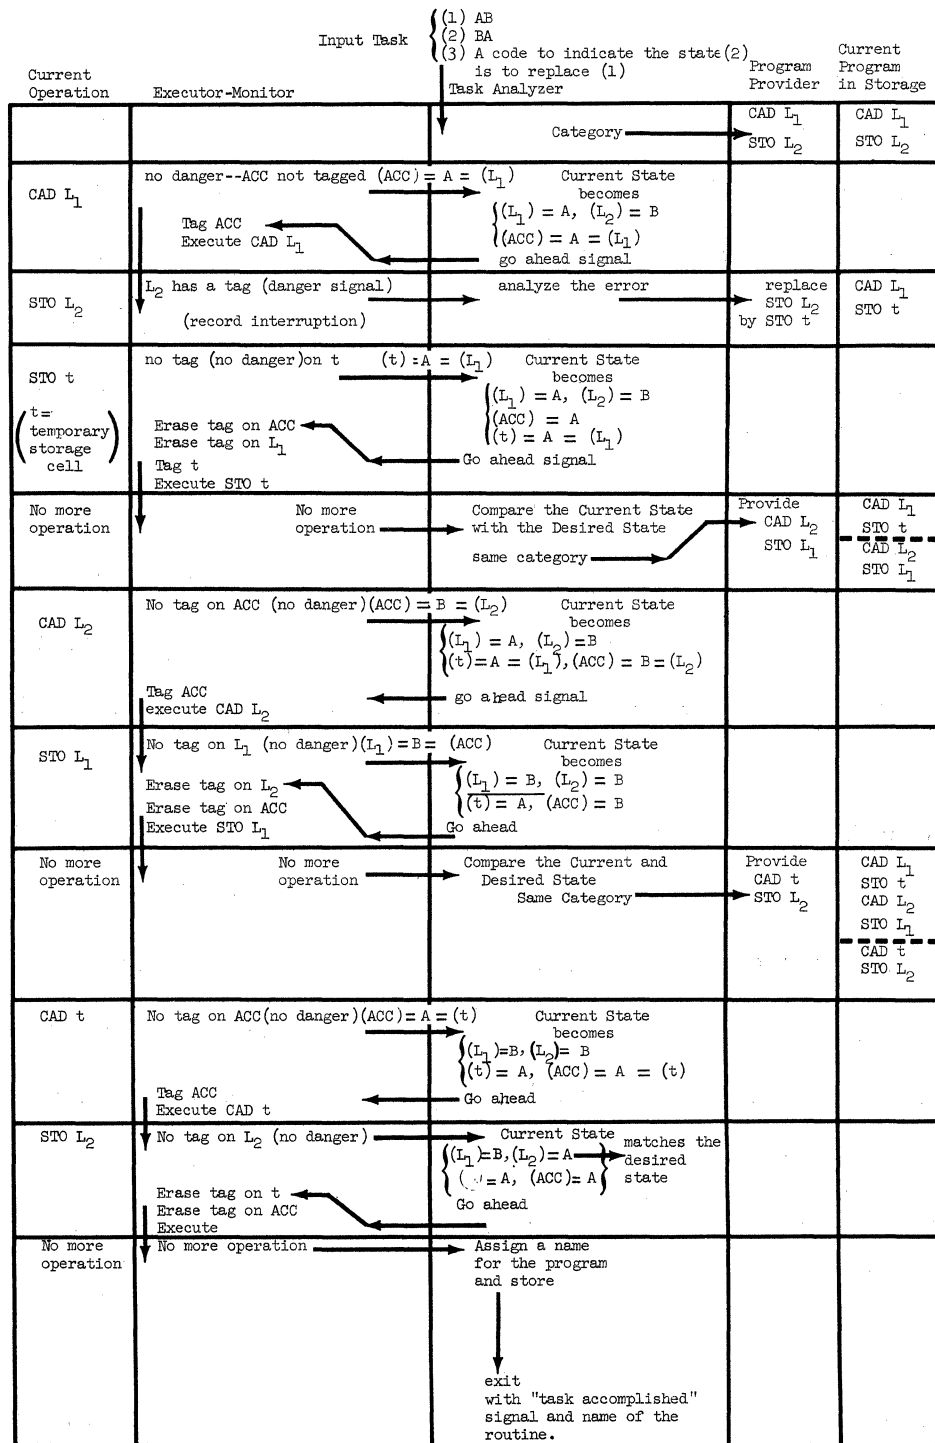 Input Task
(1) AB
(2) BA
(3) A code to indicate the state(2)
is to replace (1)
Current
Operation
Executor-Monitor
Task Analyzer
Program
Provider
Current
Program
in Storage
Category
CAD L1
STO L2
CAD L1
STO L2
CAD L1
no danger--ACC not tagged (ACC) = A = (L1)
Current State
becomes
(L1) = A, (L2) = B
(ACC) = A = (L1)
Tag ACC
Execute CAD L1
go ahead signal
STO L2
L2 has a tag (danger signal)
(record interruption)
analyze the error
replace
STO L2
by STO t
CAD L1
STO t
STO t
(t=
temporary
storage
cell)
no tag (no danger)on t (t) = A = (L1)
Current State
becomes
(L1) = A, (L2) = B
(ACC) = A
(t) = A = (L1)
Erase tag on ACC
Erase tag on L1
Go ahead signal
Tag t
Execute STO t
No more
operation
No more
operation
Compare the Current State
with the Desired State
same category
Provide
CAD L2
STO L1
CAD L1
STO t
CAD L2
STO L1
CAD L2
No tag on ACC (no danger)(ACC) = B = (L2)
Current State
becomes
(L1) = A, (L2)=B
(t)=A = (L1),(ACC) = B=(L2)
Tag ACC
execute CAD L2
go ahead signal
STO L1
No tag on L1 (no danger)(L1)=B= (ACC)
Current State
becomes
(L1) = B, (L2) = B
(t) = A, (ACC) = B
Erase tag on L2
Erase tag on ACC
Execute STO L1
Go ahead
No more
operation
No more
operation
Compare the Current and
Desired State
Same Category
Provide
CAD t
STO L2
CAD L1
STO t
CAD L2
STO L1
CAD t
STO L2
CAD t
No tag on ACC(no danger)(ACC)=A=(t)
Current State
becomes
(L1)=B,(L2)= B
(t) = A, (ACC) = A = (t)
Tag ACC
Execute CAD t
Go ahead
STO L2
No tag on L2 (no danger)
Current State
(L1)=B,(L2)=A
= A, (ACC)= A
matches the
desired
state
Go ahead
Erase tag on t
Erase tag on ACC
Execute
No more
operation
No more operation
Assign a name
for the program
and store
exit
with "task accomplished"
signal and name of the
routine.